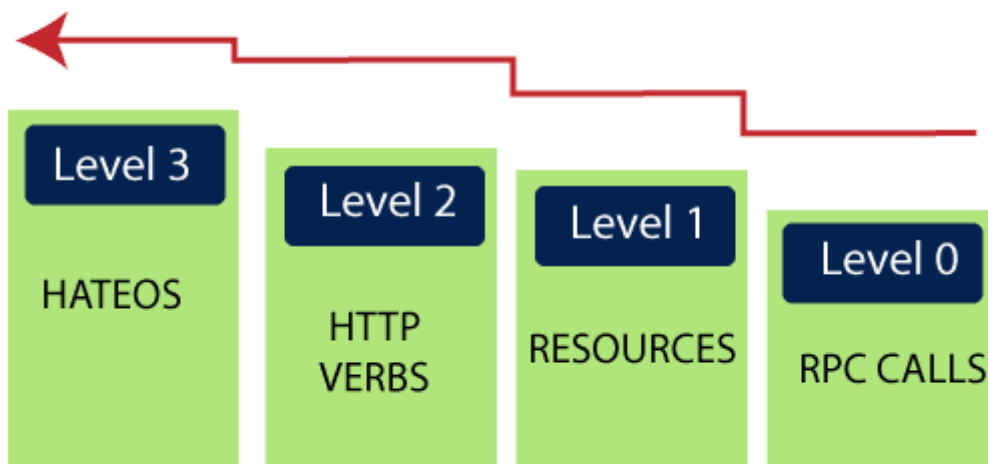 Level 3
HATEOS
Level 2
HTTP
VERBS
Level 1
RESOURCES
Level 0
RPC CALLS